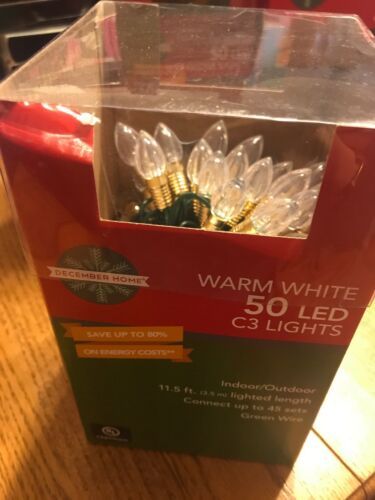 DECEMBER HOME
WARM WHITE
50 LED
C3 LIGHTS
SAVE UP TO 80%
ON ENERGY COSTS**
Indoor/Outdoor
11.5 ft. (3.5 m) lighted length
Connect up to 45 sets
Green Wire
UL